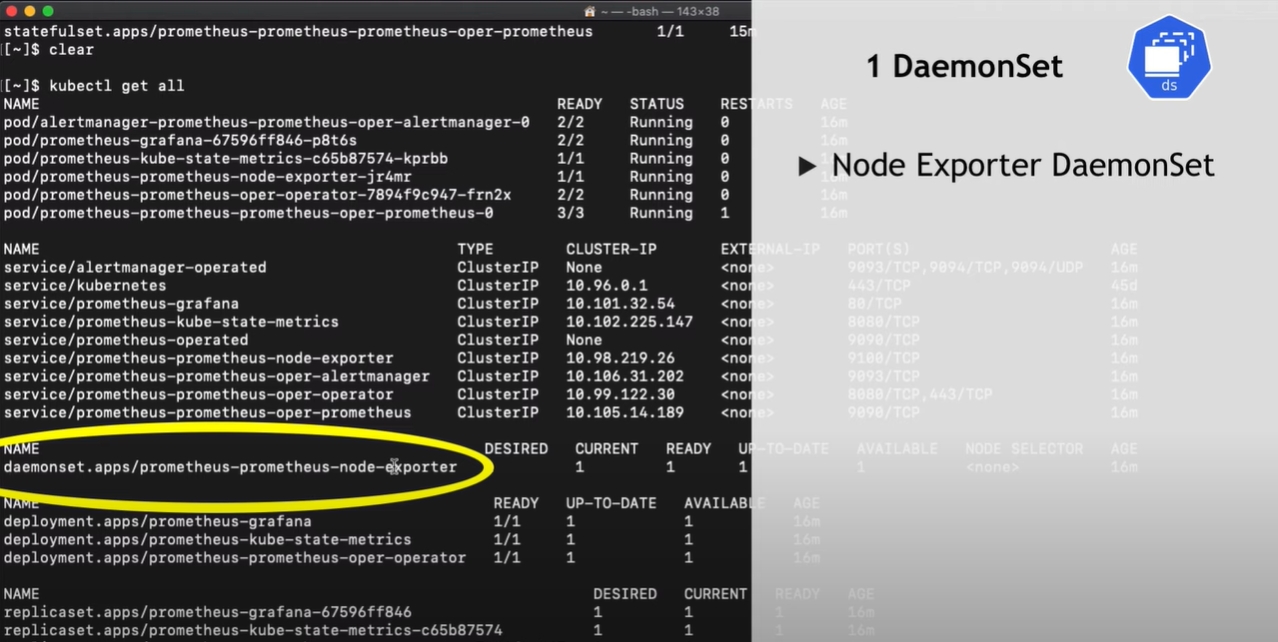 ~ — -bash — 143×38
statefulset.apps/prometheus-prometheus-prometheus-oper-prometheus 1/1 15m
[~]$ clear
[~]$ kubectl get all
NAME READY STATUS RESTARTS AGE
pod/alertmanager-prometheus-prometheus-oper-alertmanager-0 2/2 Running 0 16m
pod/prometheus-grafana-67596ff846-p8t6s 2/2 Running 0 16m
pod/prometheus-kube-state-metrics-c65b87574-kprbb 1/1 Running 0 16m
pod/prometheus-prometheus-node-exporter-jr4mr 1/1 Running 0 16m
pod/prometheus-prometheus-oper-operator-7894f9c947-frn2x 2/2 Running 0 16m
pod/prometheus-prometheus-prometheus-oper-prometheus-0 3/3 Running 1 16m
NAME TYPE CLUSTER-IP EXTERNAL-IP PORT(S) AGE
service/alertmanager-operated ClusterIP None <none> 9093/TCP,9094/TCP,9094/UDP 16m
service/kubernetes ClusterIP 10.96.0.1 <none> 443/TCP 45d
service/prometheus-grafana ClusterIP 10.101.32.54 <none> 80/TCP 16m
service/prometheus-kube-state-metrics ClusterIP 10.102.225.147 <none> 8080/TCP 16m
service/prometheus-operated ClusterIP None <none> 9090/TCP 16m
service/prometheus-prometheus-node-exporter ClusterIP 10.98.219.26 <none> 9100/TCP 16m
service/prometheus-prometheus-oper-alertmanager ClusterIP 10.106.31.202 <none> 9093/TCP 16m
service/prometheus-prometheus-oper-operator ClusterIP 10.99.122.30 <none> 8080/TCP,443/TCP 16m
service/prometheus-prometheus-oper-prometheus ClusterIP 10.105.14.189 <none> 9090/TCP 16m
NAME DESIRED CURRENT READY UP-TO-DATE AVAILABLE NODE SELECTOR AGE
daemonset.apps/prometheus-prometheus-node-exporter 1 1 1 1 <none> 16m
NAME READY UP-TO-DATE AVAILABLE AGE
deployment.apps/prometheus-grafana 1/1 1 1 16m
deployment.apps/prometheus-kube-state-metrics 1/1 1 1 16m
deployment.apps/prometheus-prometheus-oper-operator 1/1 1 1 16m
NAME DESIRED CURRENT READY AGE
replicaset.apps/prometheus-grafana-67596ff846 1 1 1 16m
replicaset.apps/prometheus-kube-state-metrics-c65b87574 1 1 1 16m
1 DaemonSet
ds
Node Exporter DaemonSet